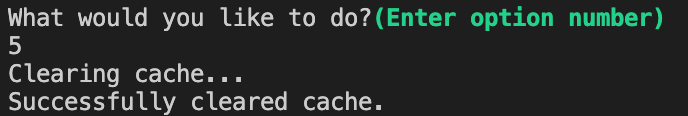 What would you like to do?(Enter option number)
5
Clearing cache...
Successfully cleared cache.